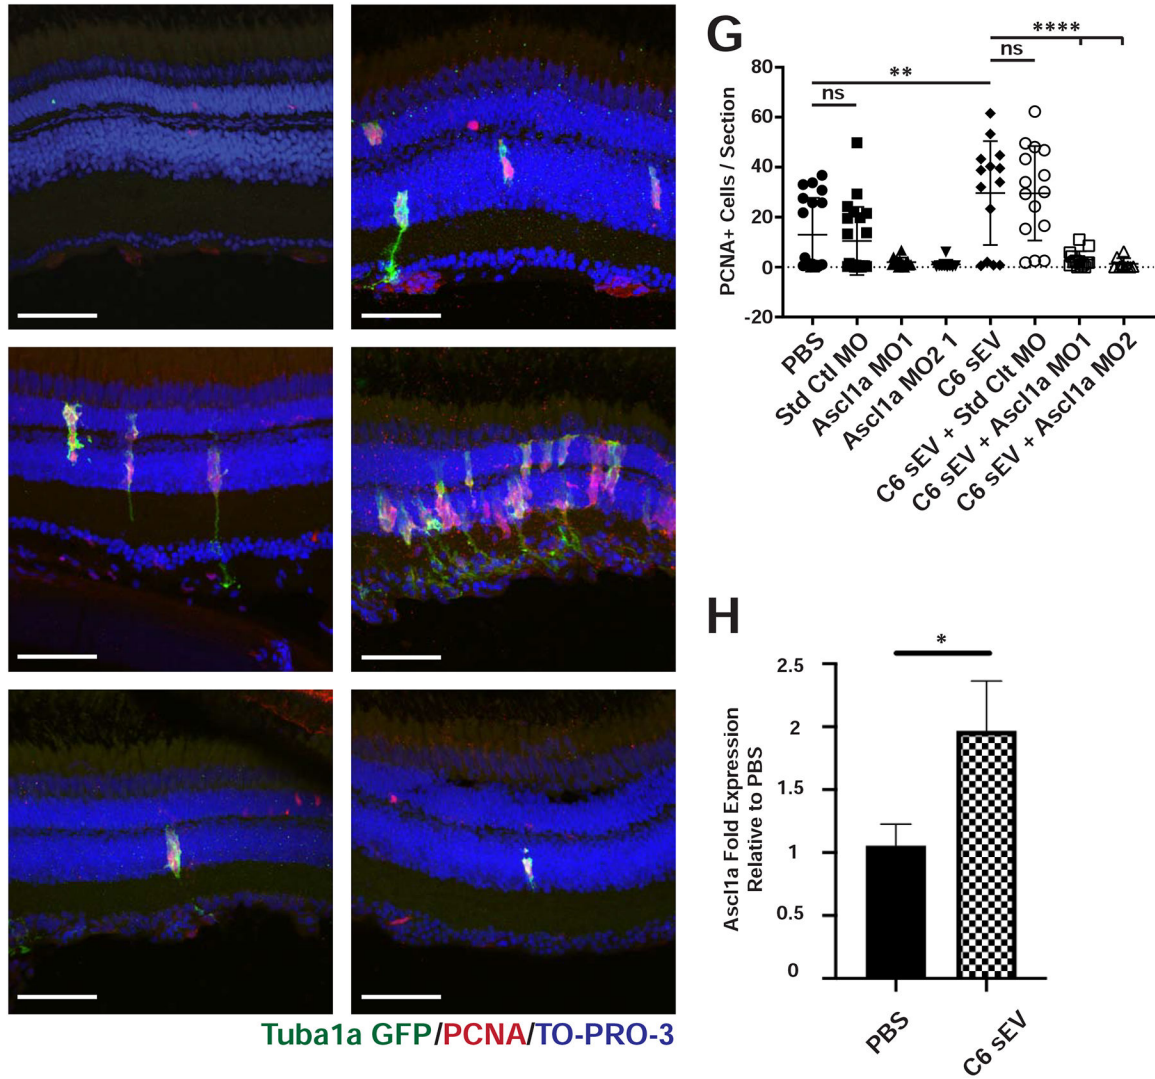 G
****
ns
**
ns
80
60
40
20
0
-20
PCNA+ Cells / Section
PBS
Std Ctl MO
Ascl1a MO1
Ascl1a MO2 1
C6 sEV
C6 sEV + Std Clt MO
C6 sEV + Ascl1a MO1
C6 sEV + Ascl1a MO2
H
*
2.5
2
1.5
1
0.5
0
Ascl1a Fold Expression
Relative to PBS
PBS
C6 sEV
Tuba1a GFP/PCNA/TO-PRO-3